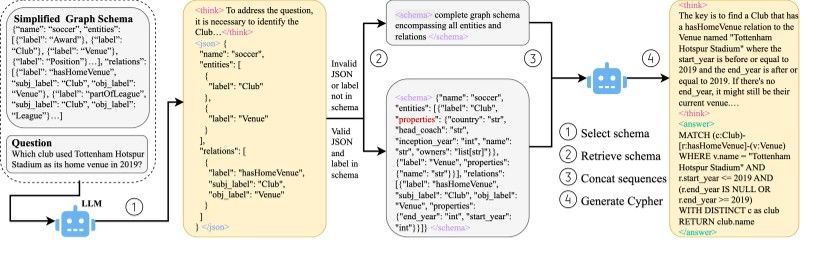 Simplified Graph Schema
{"name": "soccer", "entities":
[{"label": "Award"}, {"label":
"Club"}, {"label": "Venue"},
{"label": "Position"}…], "relations":
[{"label": "hasHomeVenue",
"subj_label": "Club", "obj_label":
"Venue"}, {"label": "partOfLeague",
"subj_label": "Club", "obj_label":
"League"}…]
Question
Which club used Tottenham Hotspur
Stadium as its home venue in 2019?
LLM
1
<think> To address the question,
it is necessary to identify the
Club…</think>
<json> {
"name": "soccer",
"entities": [
{
"label": "Club"
},
{
"label": "Venue"
}
],
"relations": [
{
"label": "hasHomeVenue",
"subj_label": "Club",
"obj_label": "Venue"
}
]
} </json>
Invalid
JSON
or label
not in
schema
Valid
JSON
and
label in
schema
2
<schema> complete graph schema
encompassing all entities and
relations </schema>
<schema> {"name": "soccer",
"entities": [{"label": "Club",
"properties": {"country": "str",
"head_coach": "str",
"inception_year": "int", "name":
"str", "owners": "list[str]"}},
{"label": "Venue", "properties":
{"name": "str"}}], "relations":
[{"label": "hasHomeVenue",
"subj_label": "Club", "obj_label":
"Venue", "properties":
{"end_year": "int", "start_year":
"int"}}]} </schema>
3
4
1 Select schema
2 Retrieve schema
3 Concat sequences
4 Generate Cypher
<think>
The key is to find a Club that has
a hasHomeVenue relation to the
Venue named "Tottenham
Hotspur Stadium" where the
start_year is before or equal to
2019 and the end_year is after or
equal to 2019. If there's no
end_year, it might still be their
current venue.…
</think>
<answer>
MATCH (c:Club)-
[r:hasHomeVenue]-(v:Venue)
WHERE v.name = "Tottenham
Hotspur Stadium" AND
r.start_year <= 2019 AND
(r.end_year IS NULL OR
r.end_year >= 2019)
WITH DISTINCT c as club
RETURN club.name
</answer>